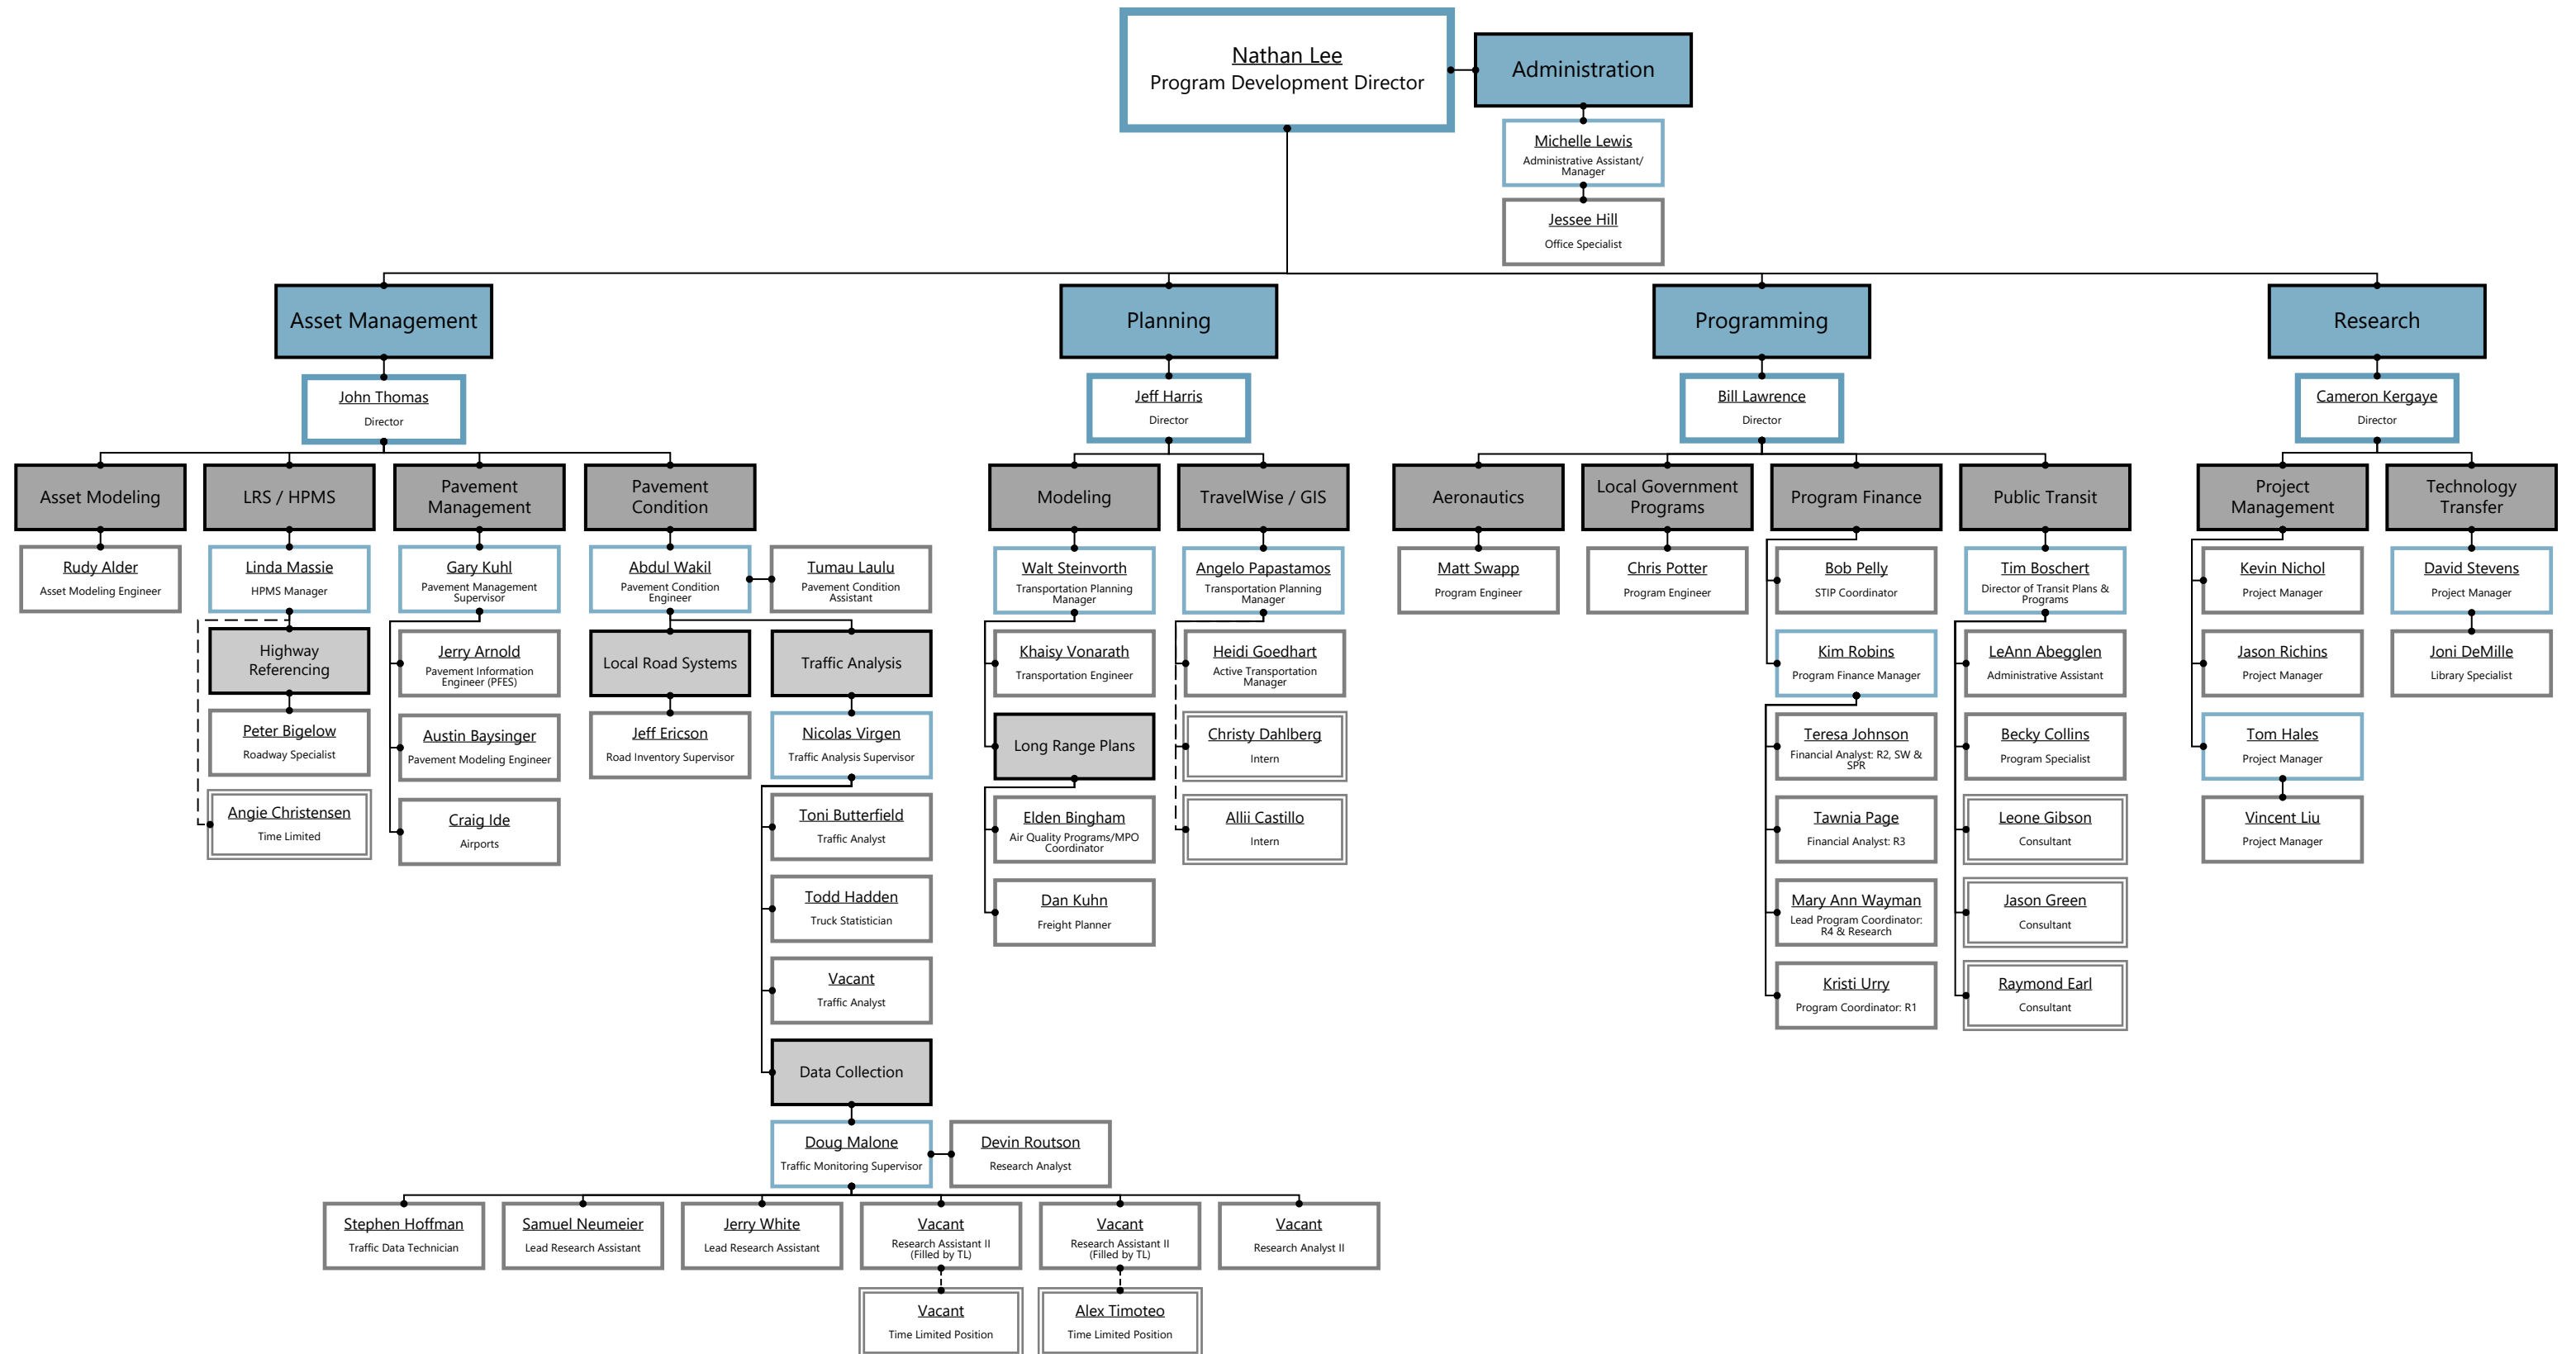 Nathan Lee
Program Development Director
Administration
Michelle Lewis
Administrative Assistant/
Manager
Jessee Hill
Office Specialist
Asset Management
John Thomas
Director
Asset Modeling
Rudy Alder
Asset Modeling Engineer
LRS / HPMS
Linda Massie
HPMS Manager
Highway
Referencing
Peter Bigelow
Roadway Specialist
Angie Christensen
Time Limited
Pavement
Management
Gary Kuhl
Pavement Management
Supervisor
Jerry Arnold
Pavement Information
Engineer (PFES)
Austin Baysinger
Pavement Modeling Engineer
Craig Ide
Airports
Pavement
Condition
Abdul Wakil
Pavement Condition
Engineer
Tumau Laulu
Pavement Condition
Assistant
Local Road Systems
Jeff Ericson
Road Inventory Supervisor
Traffic Analysis
Nicolas Virgen
Traffic Analysis Supervisor
Toni Butterfield
Traffic Analyst
Todd Hadden
Truck Statistician
Vacant
Traffic Analyst
Data Collection
Doug Malone
Traffic Monitoring Supervisor
Devin Routson
Research Analyst
Stephen Hoffman
Traffic Data Technician
Samuel Neumeier
Lead Research Assistant
Jerry White
Lead Research Assistant
Vacant
Research Assistant II
(Filled by TL)
Vacant
Time Limited Position
Vacant
Research Assistant II
(Filled by TL)
Alex Timoteo
Time Limited Position
Vacant
Research Analyst II
Planning
Jeff Harris
Director
Modeling
Walt Steinvorth
Transportation Planning
Manager
Khaisy Vonarath
Transportation Engineer
Long Range Plans
Elden Bingham
Air Quality Programs/MPO
Coordinator
Dan Kuhn
Freight Planner
TravelWise / GIS
Angelo Papastamos
Transportation Planning
Manager
Heidi Goedhart
Active Transportation
Manager
Christy Dahlberg
Intern
Allii Castillo
Intern
Programming
Bill Lawrence
Director
Aeronautics
Matt Swapp
Program Engineer
Local Government
Programs
Chris Potter
Program Engineer
Program Finance
Bob Pelly
STIP Coordinator
Kim Robins
Program Finance Manager
Teresa Johnson
Financial Analyst: R2, SW &
SPR
Tawnia Page
Financial Analyst: R3
Mary Ann Wayman
Lead Program Coordinator:
R4 & Research
Kristi Urry
Program Coordinator: R1
Public Transit
Tim Boschert
Director of Transit Plans &
Programs
LeAnn Abegglen
Administrative Assistant
Becky Collins
Program Specialist
Leone Gibson
Consultant
Jason Green
Consultant
Raymond Earl
Consultant
Research
Cameron Kergaye
Director
Project
Management
Kevin Nichol
Project Manager
Jason Richins
Project Manager
Tom Hales
Project Manager
Vincent Liu
Project Manager
Technology
Transfer
David Stevens
Project Manager
Joni DeMille
Library Specialist